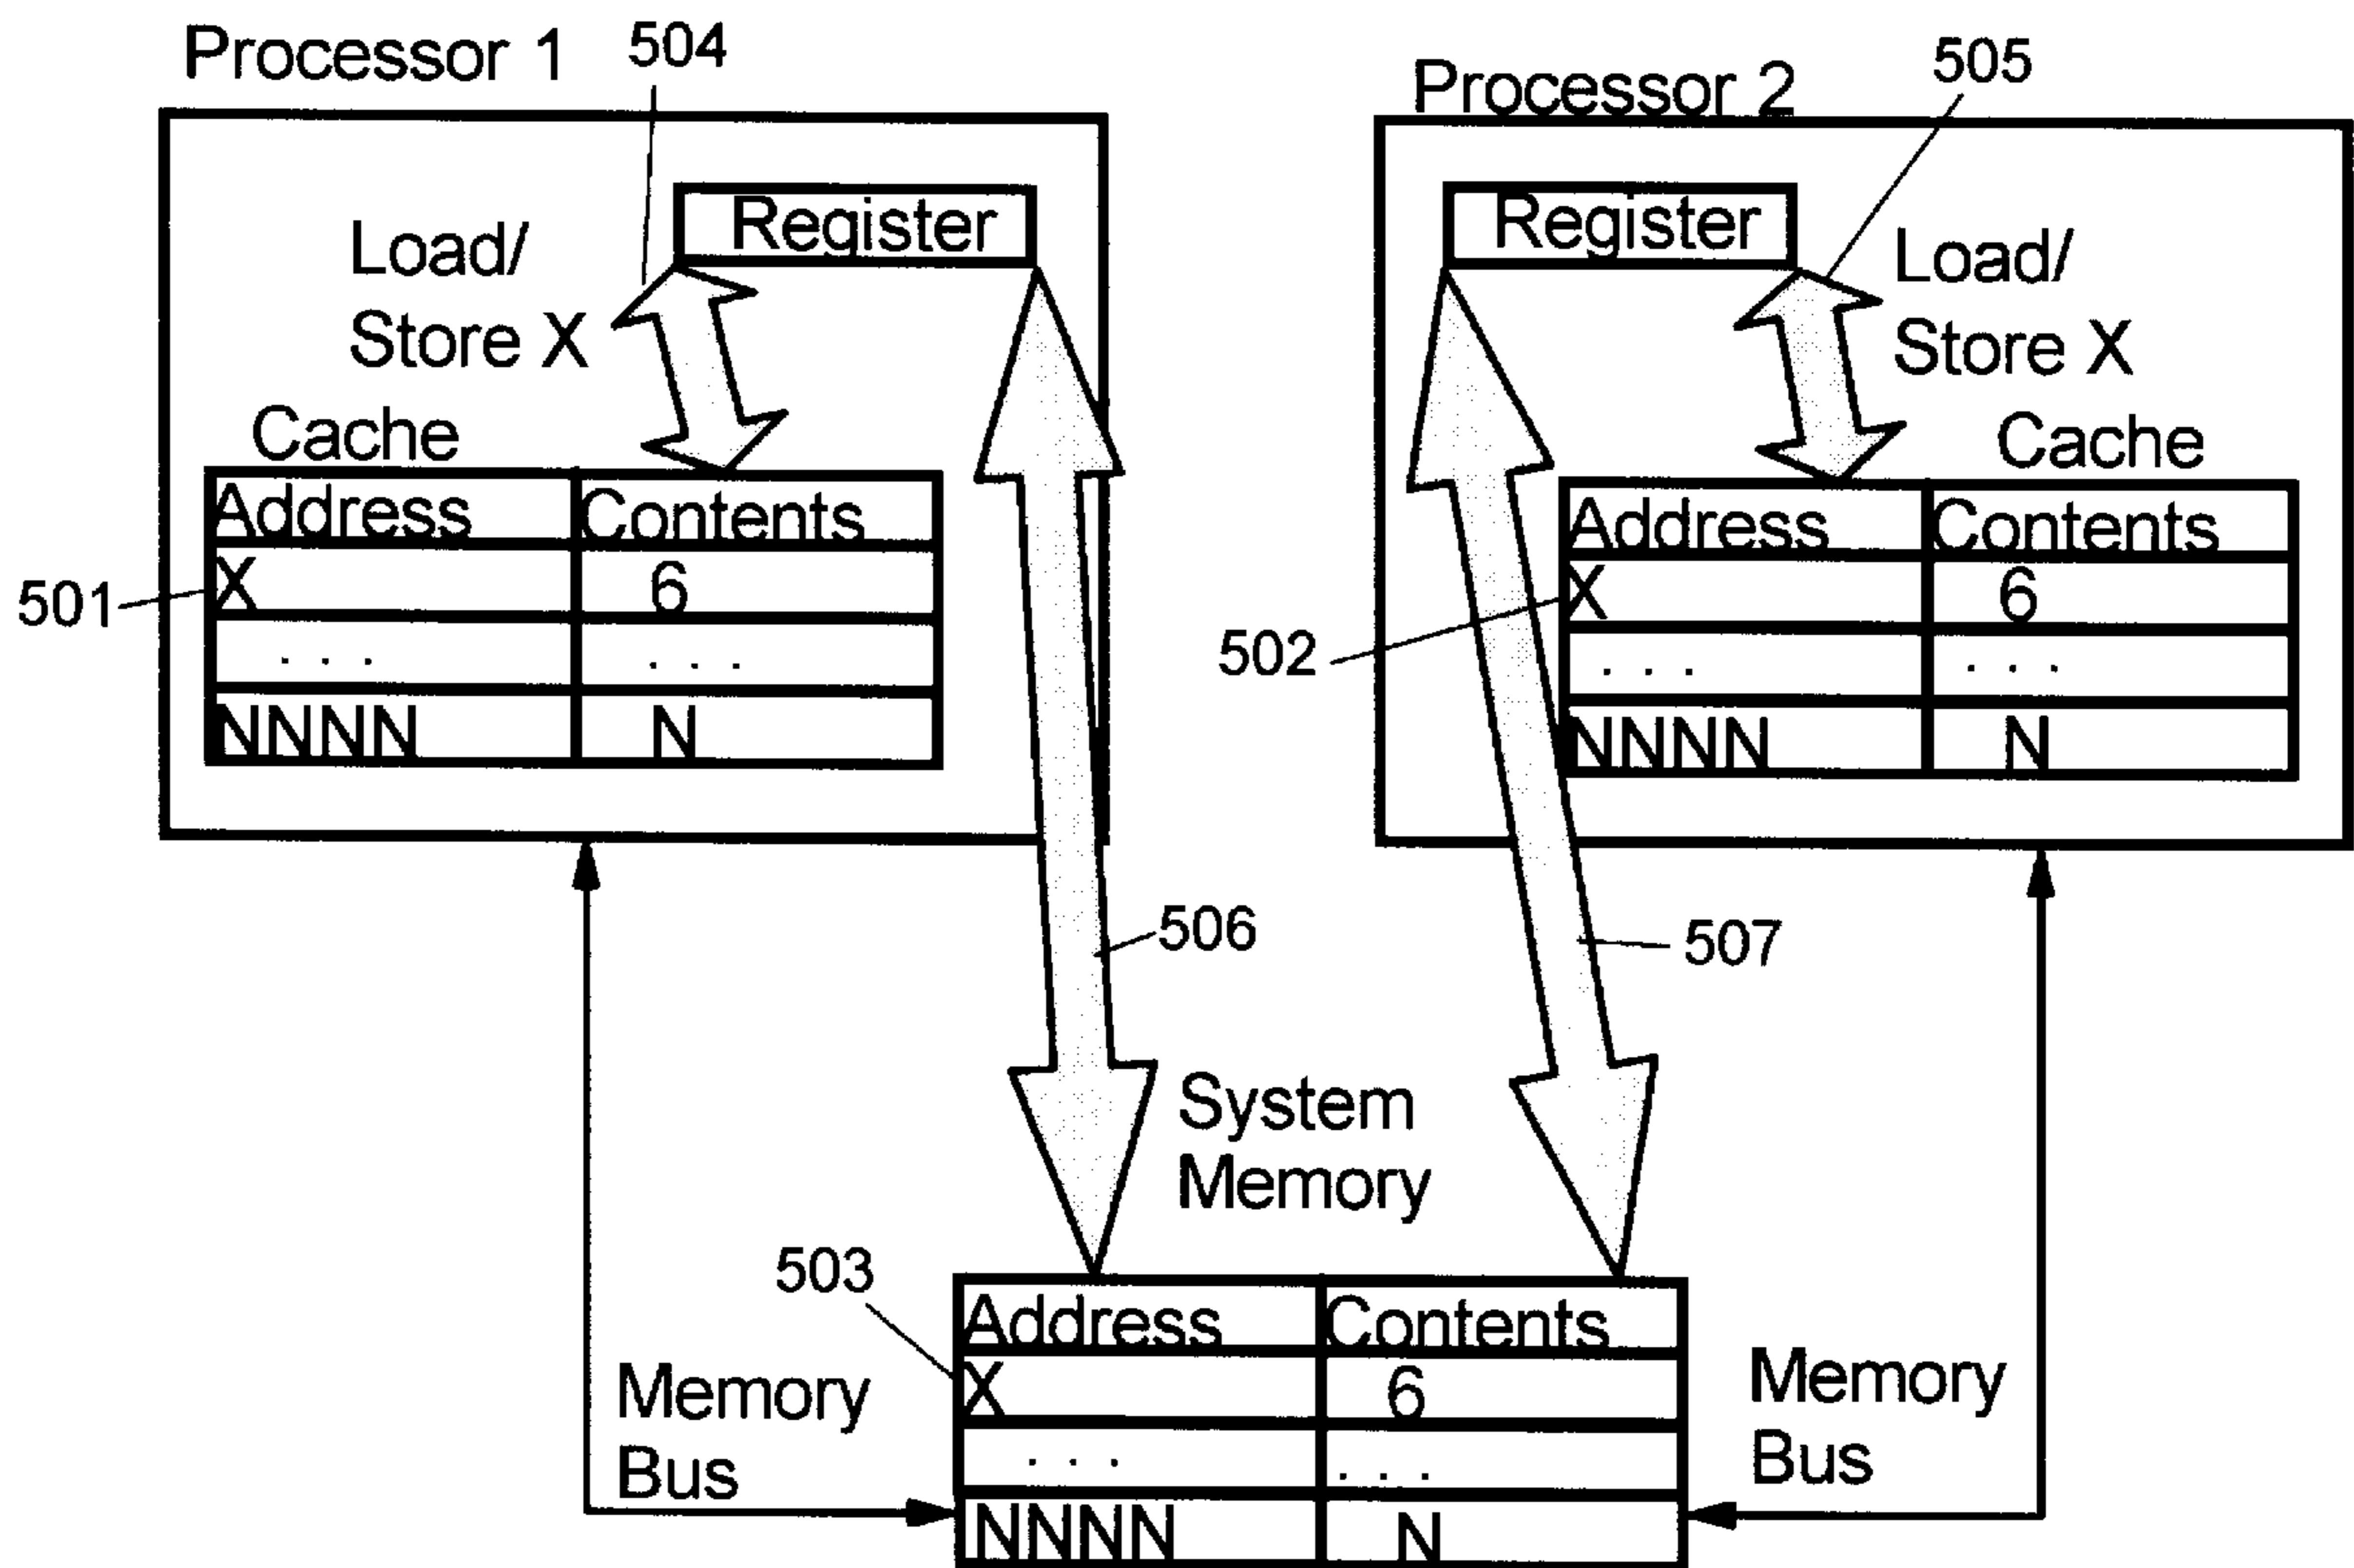 Processor 1
504
Processor 2
505
Register
Load/
Store X
Cache
Address Contents
501
X 6
. . .  . . .
NNNN N
Register
Load/
Store X
Cache
Address Contents
502
X 6
. . .  . . .
NNNN N
506
507
System
Memory
503
Address Contents
X 6
. . .  . . .
NNNN N
Memory
Bus
Memory
Bus